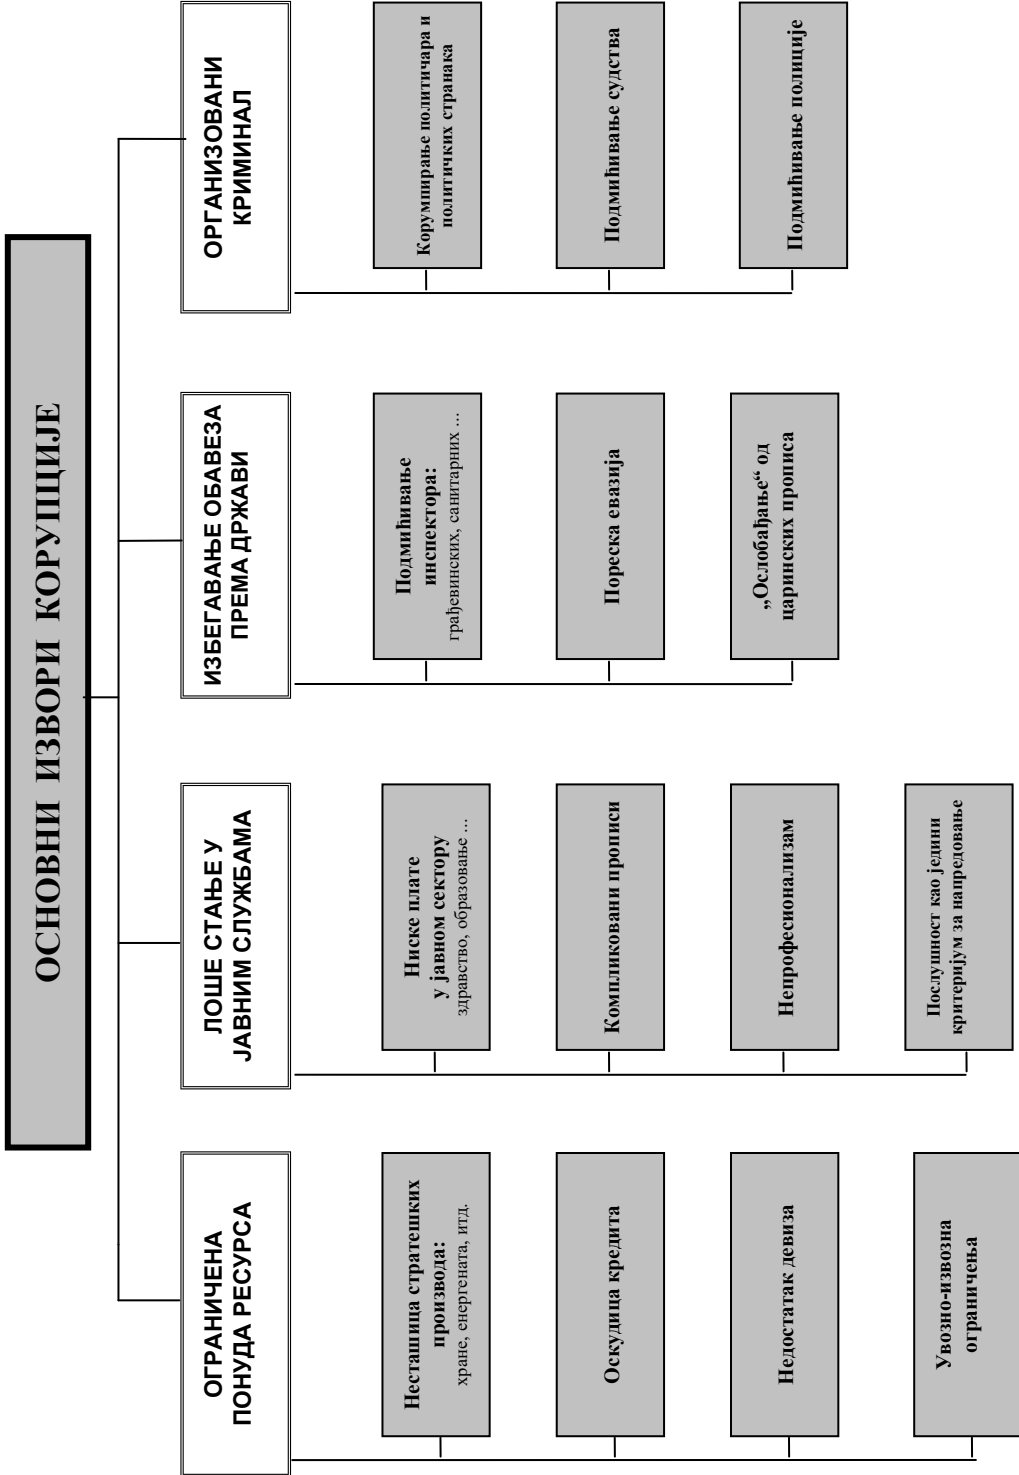 ОСНОВНИ ИЗВОРИ КОРУПЦИЈЕ
ОГРАНИЧЕНА
ПОНУДА РЕСУРСА
Несташица стратешких
производа:
хране, енергената, итд.
Оскудица кредита
Недостатак девиза
Увозно-извозна
ограничења
ЛОШЕ СТАЊЕ У
ЈАВНИМ СЛУЖБАМА
Ниске плате
у јавном сектору
здравство, образовање ...
Компликовани прописи
Непрофесионализам
Послушност као једини
критеријум за напредовање
ИЗБЕГАВАЊЕ ОБАВЕЗА
ПРЕМА ДРЖАВИ
Подмићивање
инспектора:
грађевинских, санитарних ...
Пореска евазија
„Ослобађање“ од
царинских прописа
ОРГАНИЗОВАНИ
КРИМИНАЛ
Корумпирање политичара и
политичких странака
Подмићивање судства
Подмићивање полиције